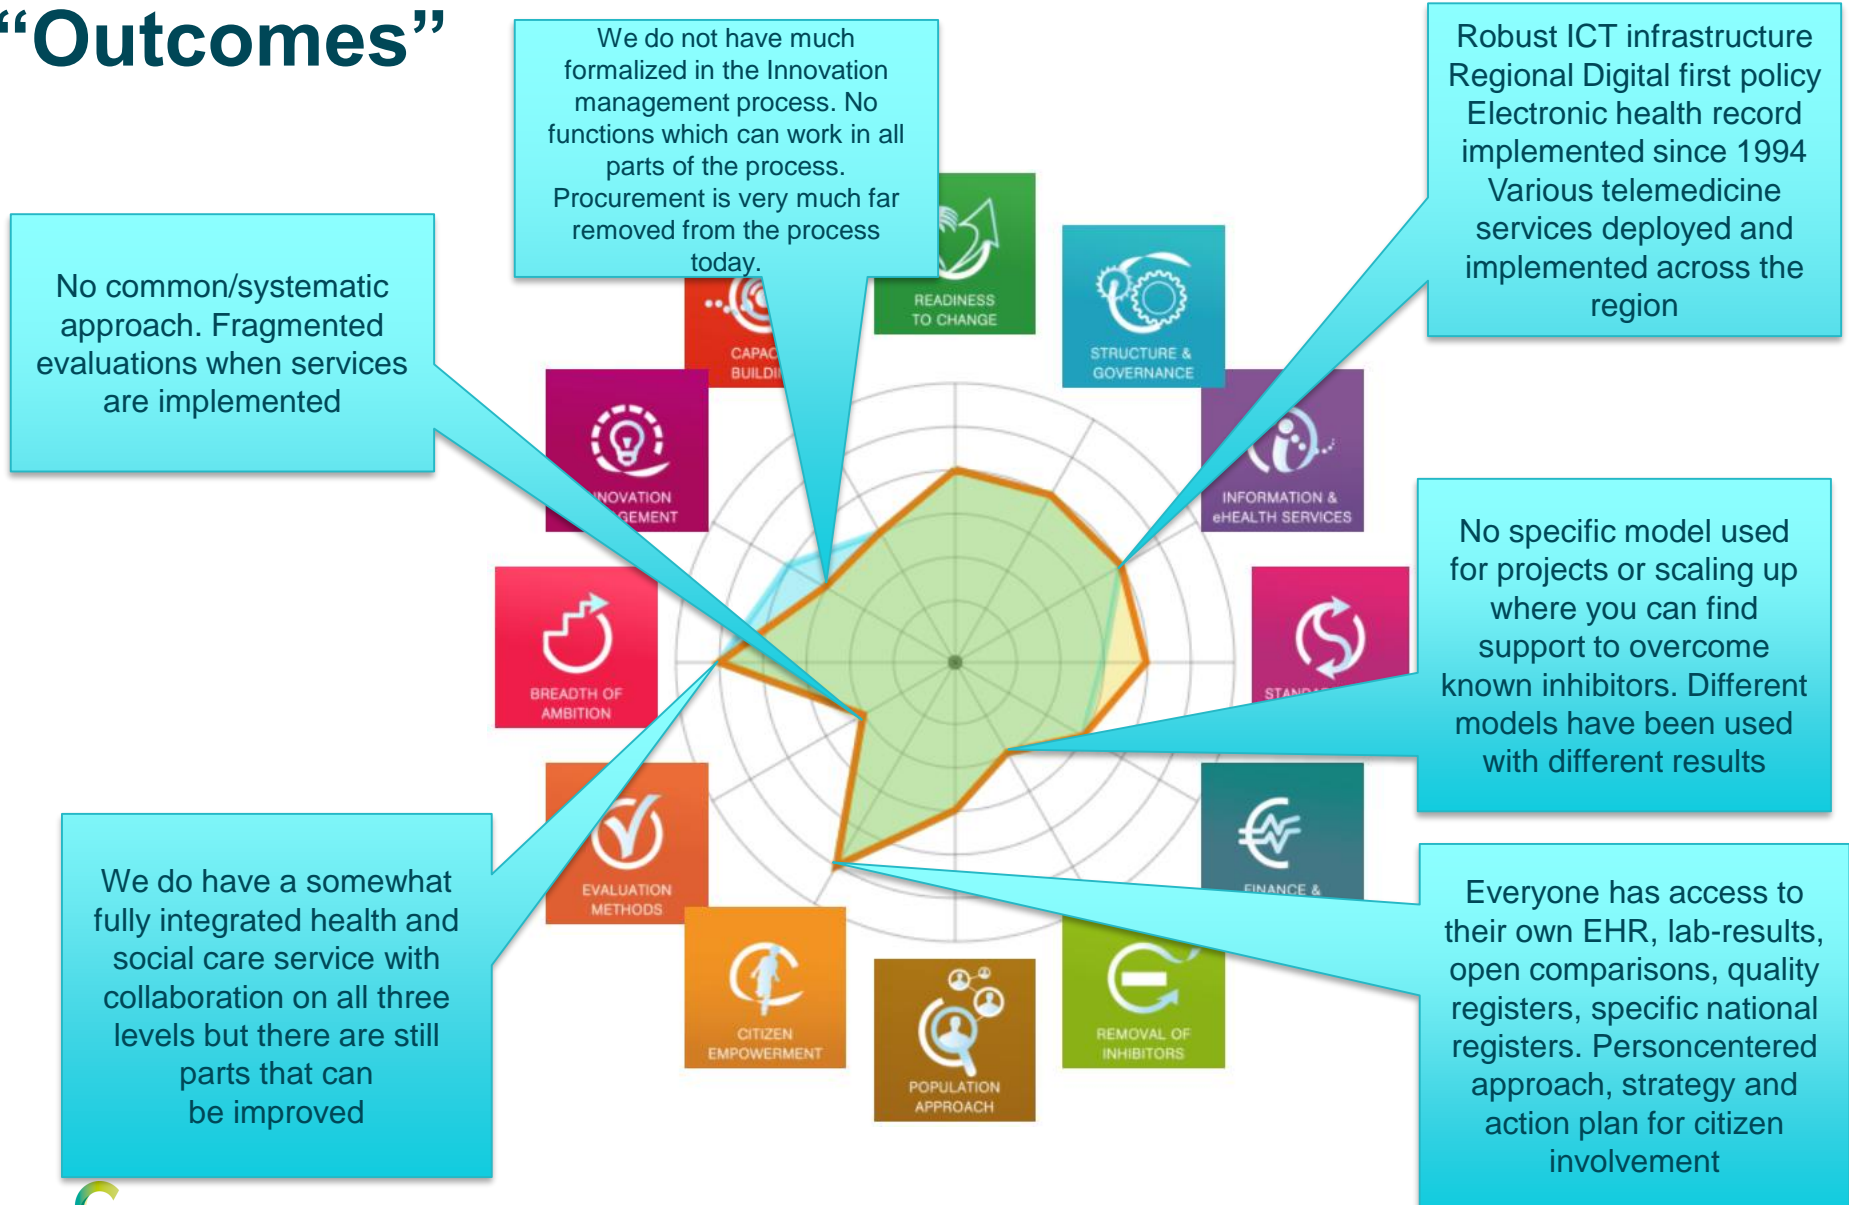 “Outcomes”
We do not have much
formalized in the Innovation
management process. No
functions which can work in all
parts of the process.
Procurement is very much far
removed from the process
today.
Robust ICT infrastructure
Regional Digital first policy
Electronic health record
implemented since 1994
Various telemedicine
services deployed and
implemented across the
region
No common/systematic
approach. Fragmented
evaluations when services
are implemented
READINESS
TO CHANGE
STRUCTURE &
GOVERNANCE
INFORMATION &
eHEALTH SERVICES
FINANCE &
REMOVAL OF
INHIBITORS
POPULATION
APPROACH
CITIZEN
EMPOWERMENT
EVALUATION
METHODS
BREADTH OF
AMBITION
No specific model used
for projects or scaling up
where you can find
support to overcome
known inhibitors. Different
models have been used
with different results
We do have a somewhat
fully integrated health and
social care service with
collaboration on all three
levels but there are still
parts that can
be improved
Everyone has access to
their own EHR, lab-results,
open comparisons, quality
registers, specific national
registers. Personcentered
approach, strategy and
action plan for citizen
involvement